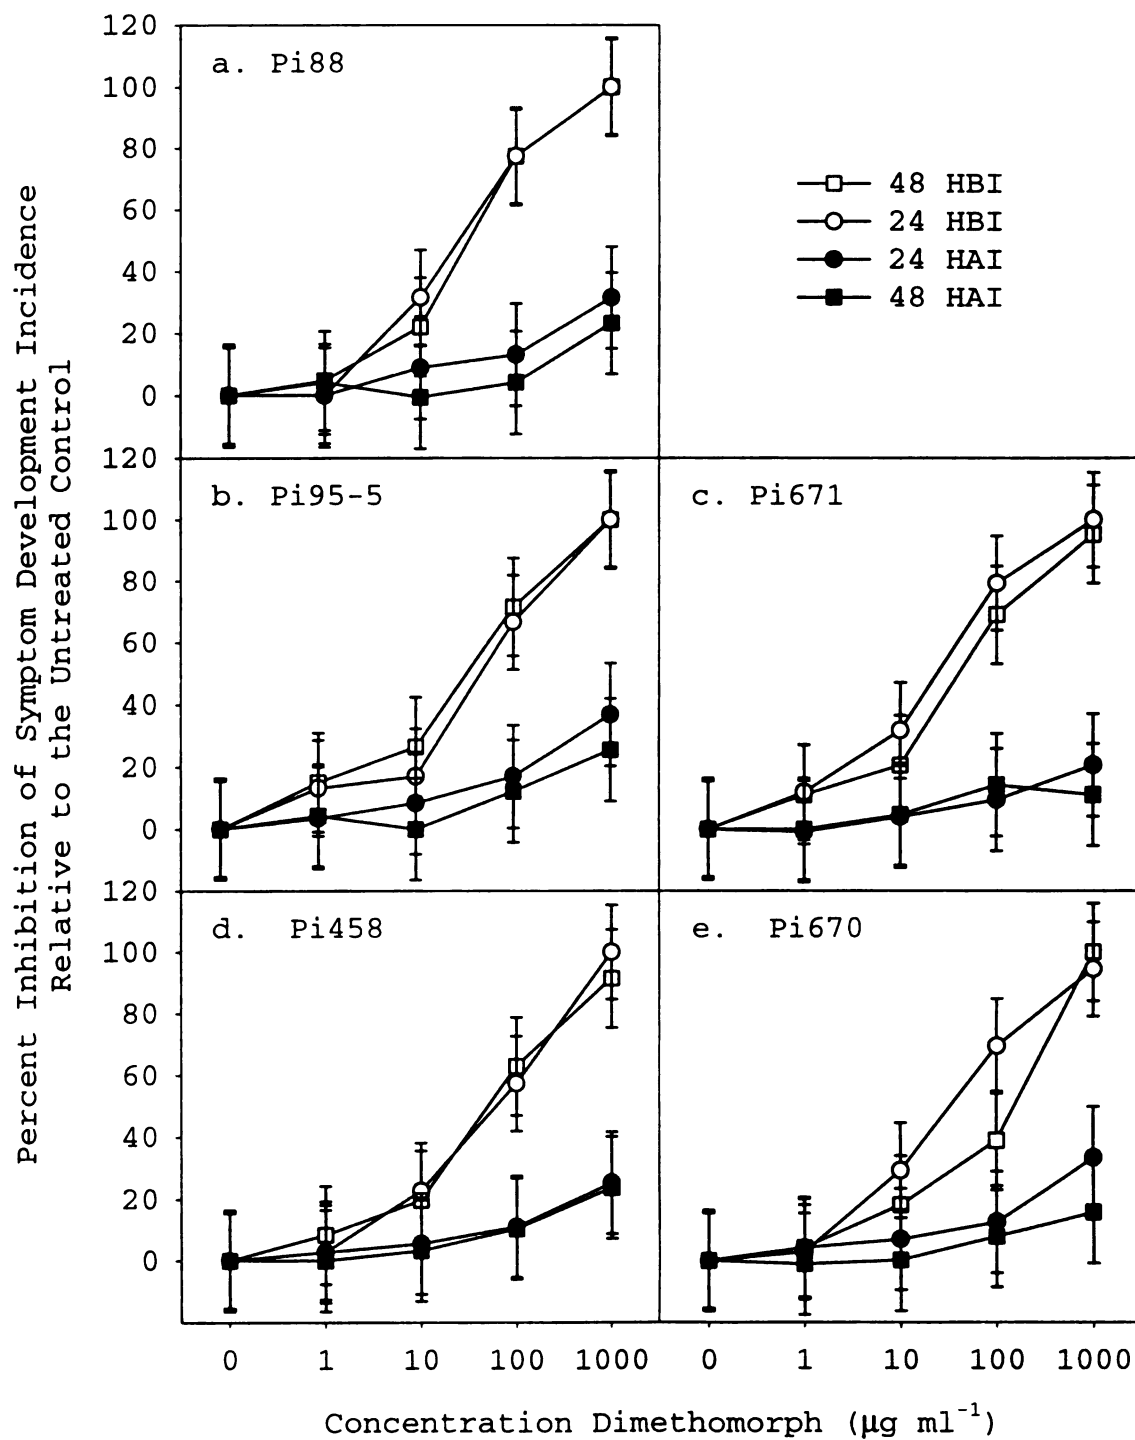 Percent Inhibition of Symptom Development Incidence
Relative to the Untreated Control
120
a. Pi88
100
80
60
40
20
0
48 HBI
24 HBI
24 HAI
48 HAI
120
b. Pi95-5
c. Pi671
100
80
60
40
20
0
120
d. Pi458
e. Pi670
100
80
60
40
20
0
0 1 10 100 1000 0 1 10 100 1000
Concentration Dimethomorph (µg ml⁻¹)